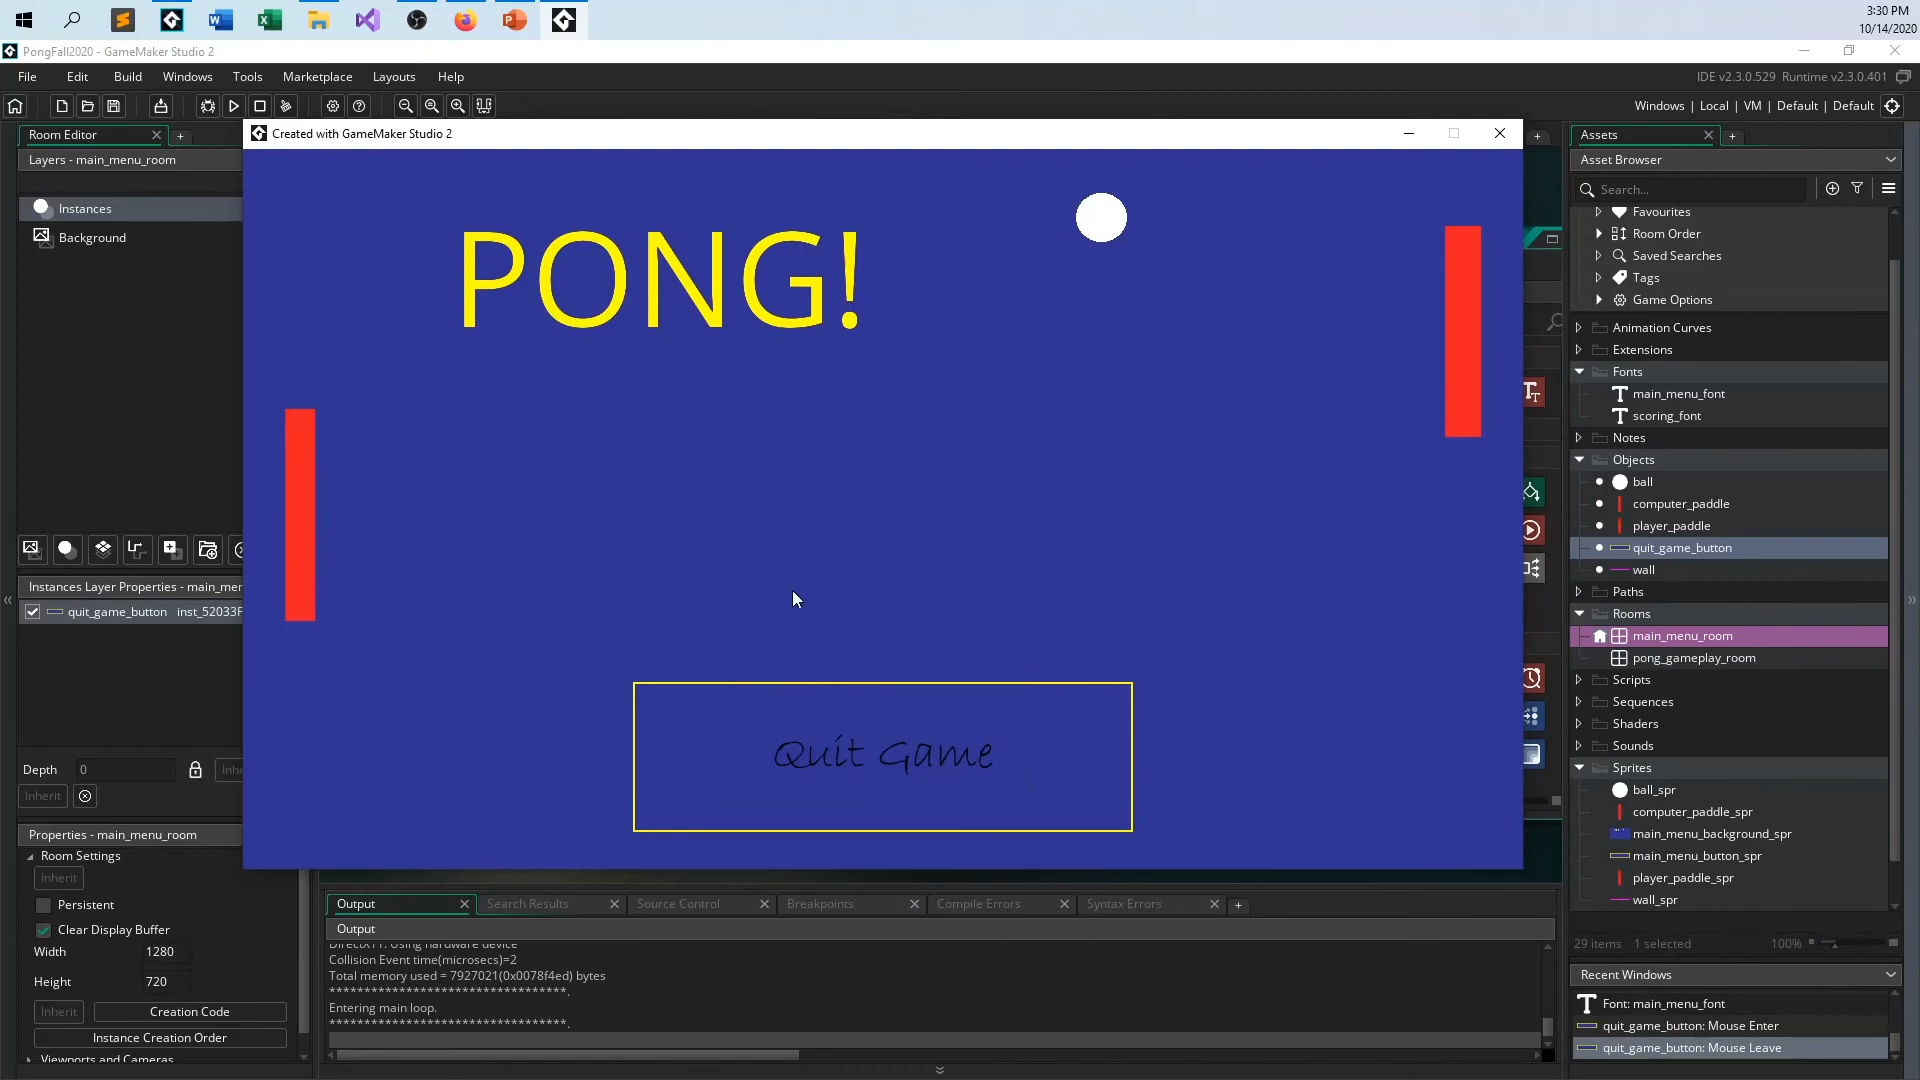 3:30 PM
10/14/2020
PongFall2020 - GameMaker Studio 2
File Edit Build Windows Tools Marketplace Layouts Help
IDE v2.3.0.529 Runtime v2.3.0.401
Windows | Local | VM | Default | Default
Room Editor
Layers - main_menu_room
Instances
Background
Instances Layer Properties - main_mer
quit_game_button inst_52033F
Depth 0
Inherit
Properties - main_menu_room
Room Settings
Inherit
Persistent
Clear Display Buffer
Width 1280
Height 720
Inherit Creation Code
Instance Creation Order
Viewports and Cameras
Created with GameMaker Studio 2
PONG!
Quit Game
Output Search Results Source Control Breakpoints Compile Errors Syntax Errors
Output
DirectX11: Using hardware device
Collision Event time(microsecs)=2
Total memory used = 7927021(0x0078f4ed) bytes
**********************************.
Entering main loop.
**********************************.
Assets
Asset Browser
Search...
Favourites
Room Order
Saved Searches
Tags
Game Options
Animation Curves
Extensions
Fonts
main_menu_font
scoring_font
Notes
Objects
ball
computer_paddle
player_paddle
quit_game_button
wall
Paths
Rooms
main_menu_room
pong_gameplay_room
Scripts
Sequences
Shaders
Sounds
Sprites
ball_spr
computer_paddle_spr
main_menu_background_spr
main_menu_button_spr
player_paddle_spr
wall_spr
29 items 1 selected 100%
Recent Windows
Font: main_menu_font
quit_game_button: Mouse Enter
quit_game_button: Mouse Leave